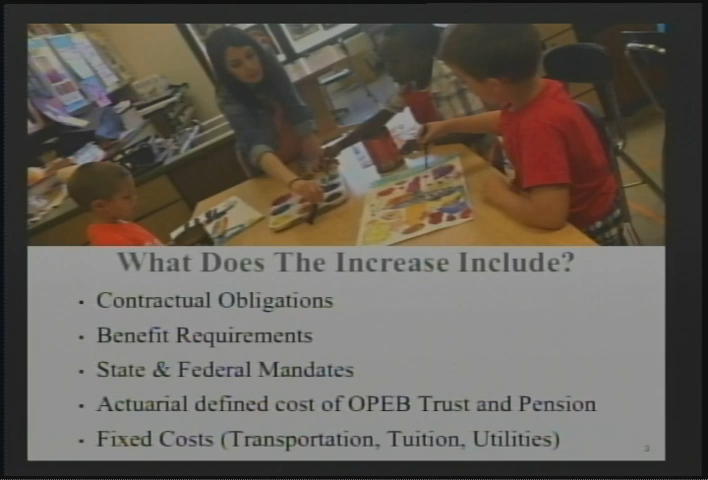 What Does The Increase Include?
• Contractual Obligations
• Benefit Requirements
• State & Federal Mandates
• Actuarial defined cost of OPEB Trust and Pension
• Fixed Costs (Transportation, Tuition, Utilities)
3